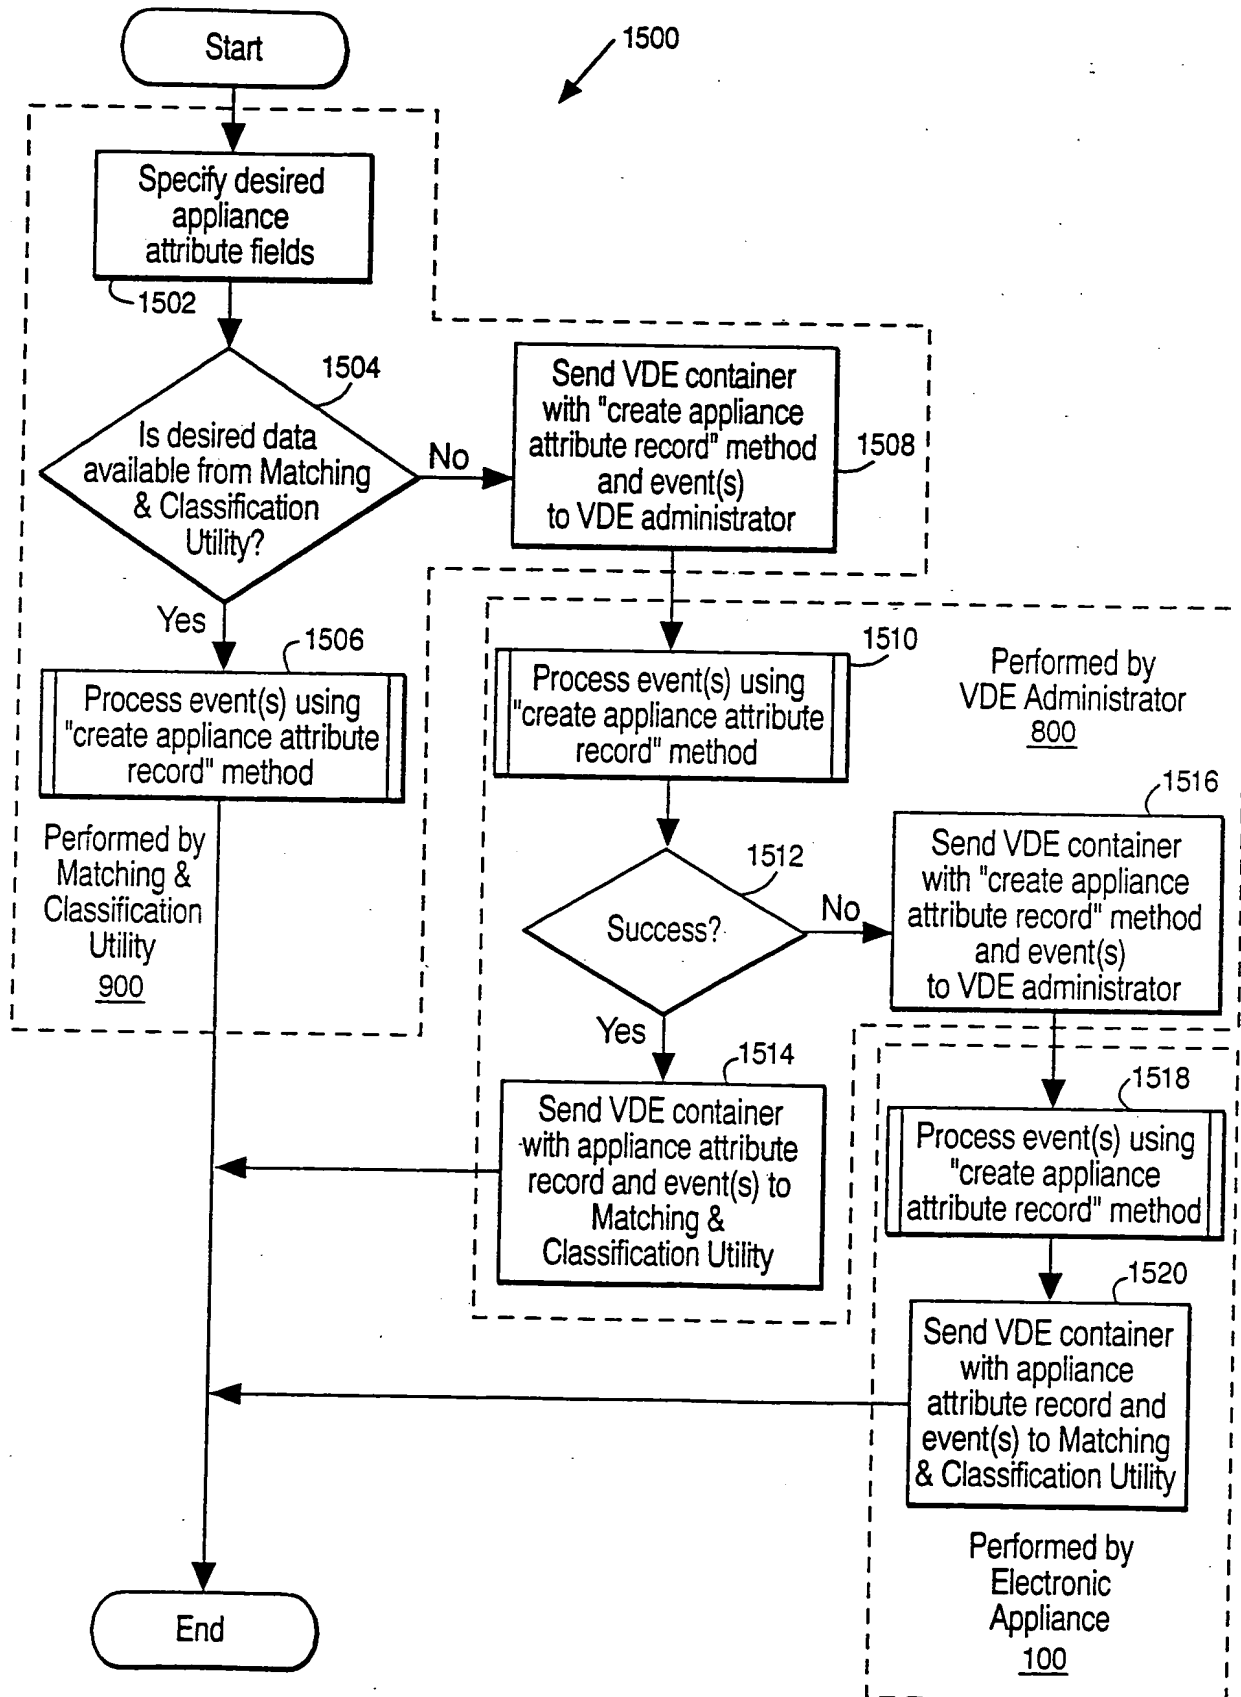 Start
1500
Specify desired
appliance
attribute fields
1502
1504
Is desired data
available from Matching
& Classification
Utility?
No
Send VDE container
with "create appliance
attribute record" method
and event(s)
to VDE administrator
1508
Yes
1506
Process event(s) using
"create appliance attribute
record" method
Performed by
Matching &
Classification
Utility
900
1510
Process event(s) using
"create appliance attribute
record" method
Performed by
VDE Administrator
800
1512
Success?
No
1516
Send VDE container
with "create appliance
attribute record" method
and event(s)
to VDE administrator
Yes
1514
Send VDE container
with appliance attribute
record and event(s) to
Matching &
Classification Utility
1518
Process event(s) using
"create appliance
attribute record" method
1520
Send VDE container
with appliance
attribute record and
event(s) to Matching
& Classification Utility
Performed by
Electronic
Appliance
100
End